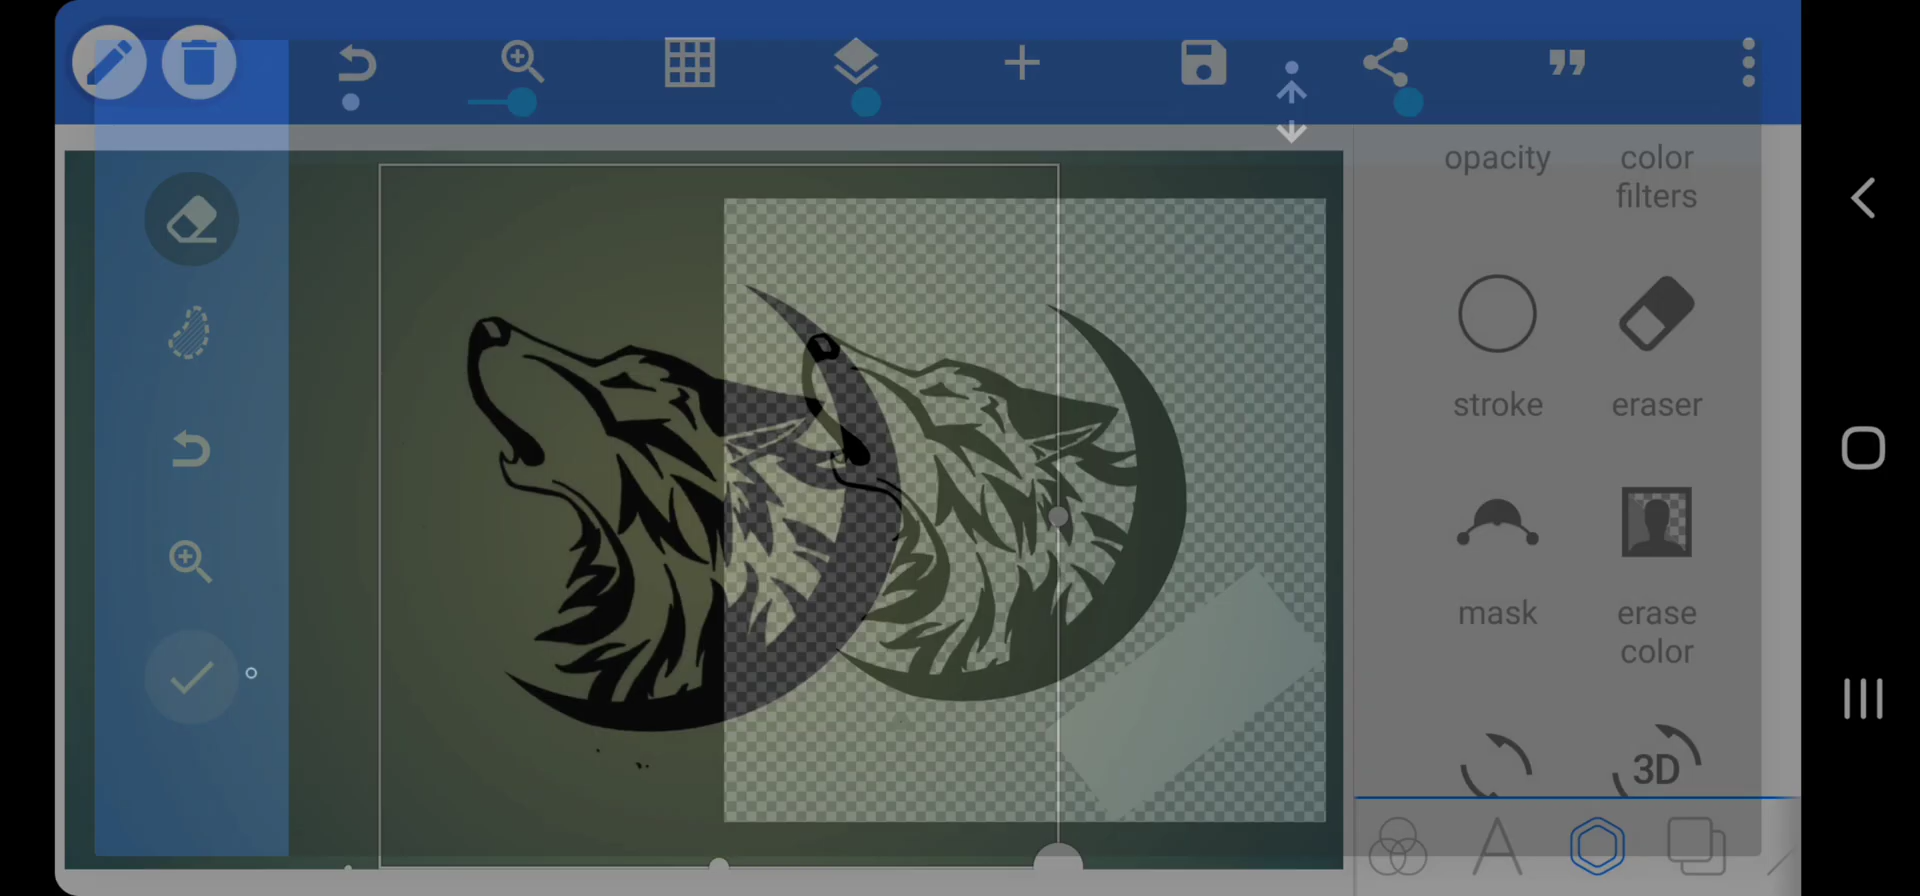 opacity
color
filters
stroke
eraser
mask
erase
color
3D
A